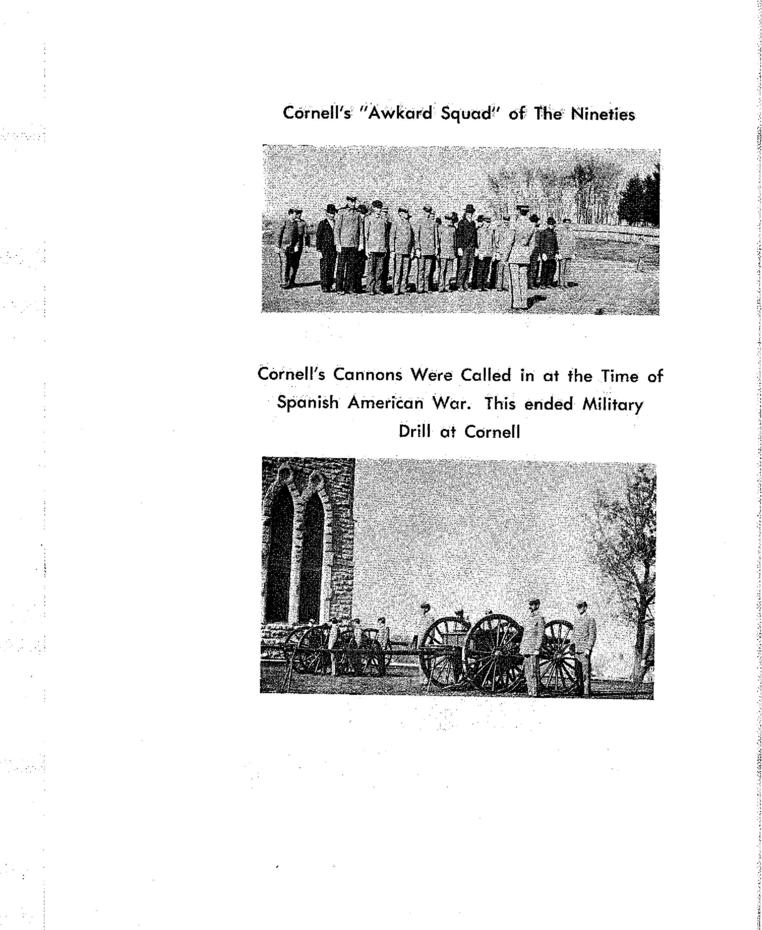 Cornell's "Awkard Squad" of The Nineties
Cornell's Cannons Were Called in at the Time of
Spanish American War. This ended Military
Drill at Cornell